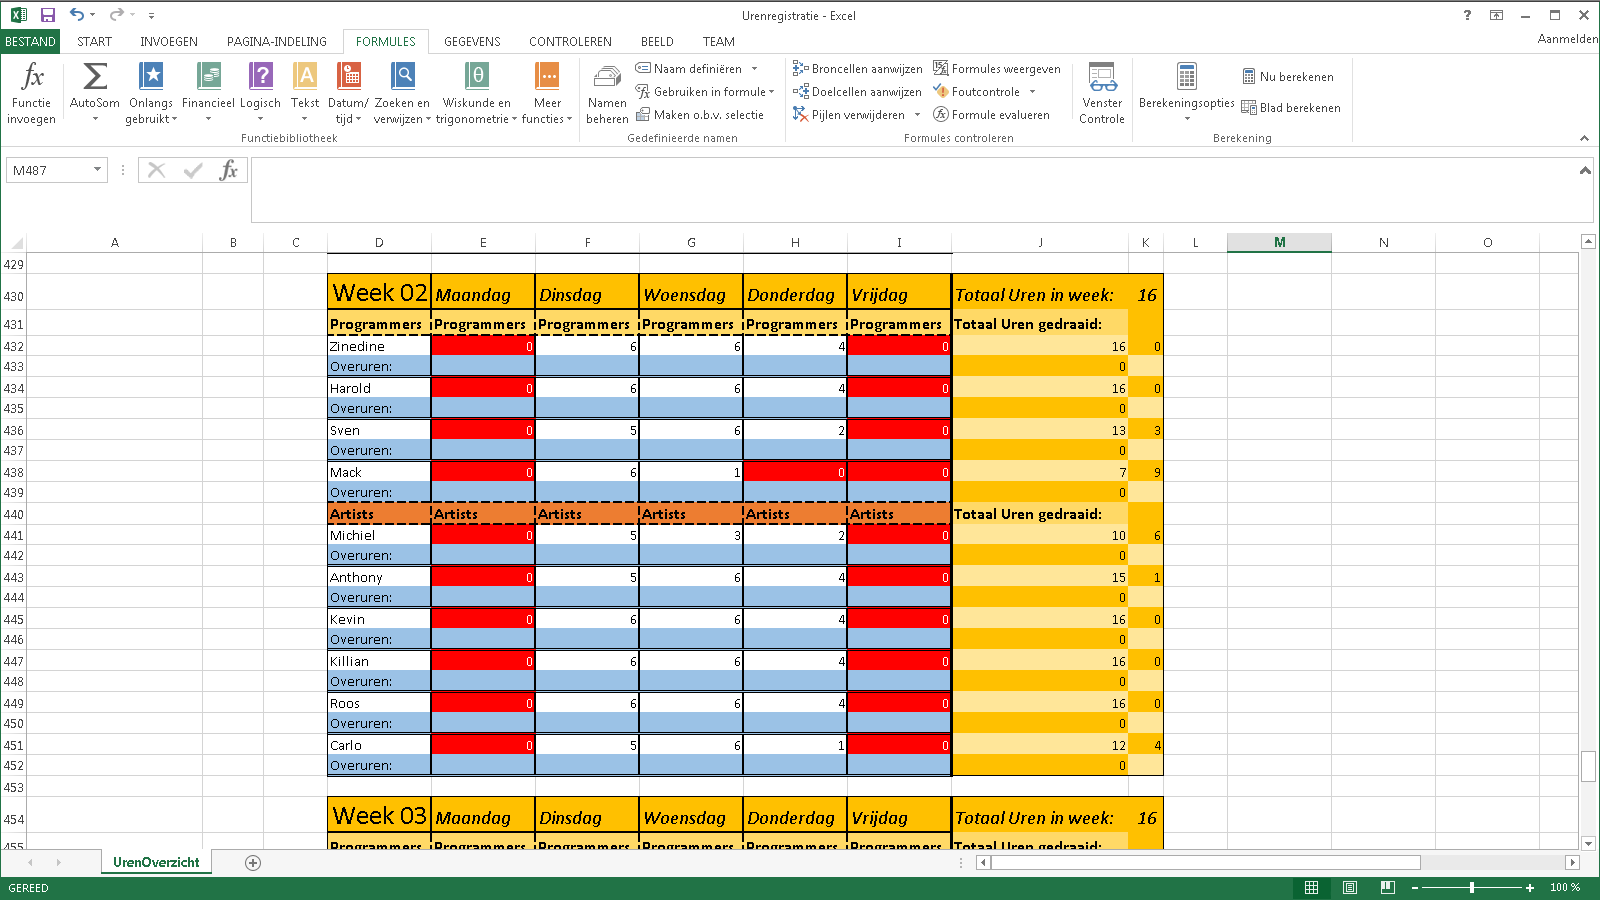 Urenregistratie - Excel
?
Aanmelden
BESTAND START INVOEGEN PAGINA-INDELING FORMULES GEGEVENS CONTROLEREN BEELD TEAM
fx Functie invoegen
Σ AutoSom
Onlangs gebruikt
Financieel
? Logisch
A Tekst
Datum/ tijd
Zoeken en verwijzen
θ Wiskunde en trigonometrie
Meer functies
Functiebibliotheek
Namen beheren
Naam definiëren
Gebruiken in formule
Maken o.b.v. selectie
Gedefinieerde namen
Broncellen aanwijzen
Doelcellen aanwijzen
Pijlen verwijderen
Formules weergeven
Foutcontrole
Formule evalueren
Formules controleren
Venster Controle
Berekeningsopties
Nu berekenen
Blad berekenen
Berekening
M487 fx
A B C D E F G H I J K L M N O
429
430 Week 02 Maandag Dinsdag Woensdag Donderdag Vrijdag Totaal Uren in week: 16
431 Programmers Programmers Programmers Programmers Programmers Programmers Totaal Uren gedraaid:
432 Zinedine 0 6 6 4 0 16 0
433 Overuren: 0
434 Harold 0 6 6 4 0 16 0
435 Overuren: 0
436 Sven 0 5 6 2 0 13 3
437 Overuren: 0
438 Mack 0 6 1 0 0 7 9
439 Overuren: 0
440 Artists Artists Artists Artists Artists Artists Totaal Uren gedraaid:
441 Michiel 0 5 3 2 0 10 6
442 Overuren: 0
443 Anthony 0 5 6 4 0 15 1
444 Overuren: 0
445 Kevin 0 6 6 4 0 16 0
446 Overuren: 0
447 Killian 0 6 6 4 0 16 0
448 Overuren: 0
449 Roos 0 6 6 4 0 16 0
450 Overuren: 0
451 Carlo 0 5 6 1 0 12 4
452 Overuren: 0
453
454 Week 03 Maandag Dinsdag Woensdag Donderdag Vrijdag Totaal Uren in week: 16
455 Programmers Programmers Programmers Programmers Programmers Programmers Totaal Uren gedraaid:
UrenOverzicht
GEREED
100 %